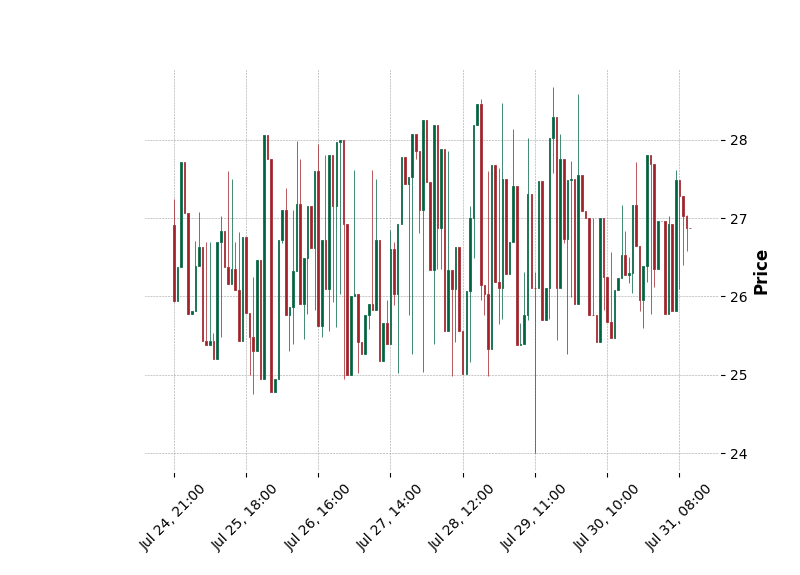 28
27
26
25
24
Price
Jul 24, 21:00
Jul 25, 18:00
Jul 26, 16:00
Jul 27, 14:00
Jul 28, 12:00
Jul 29, 11:00
Jul 30, 10:00
Jul 31, 08:00